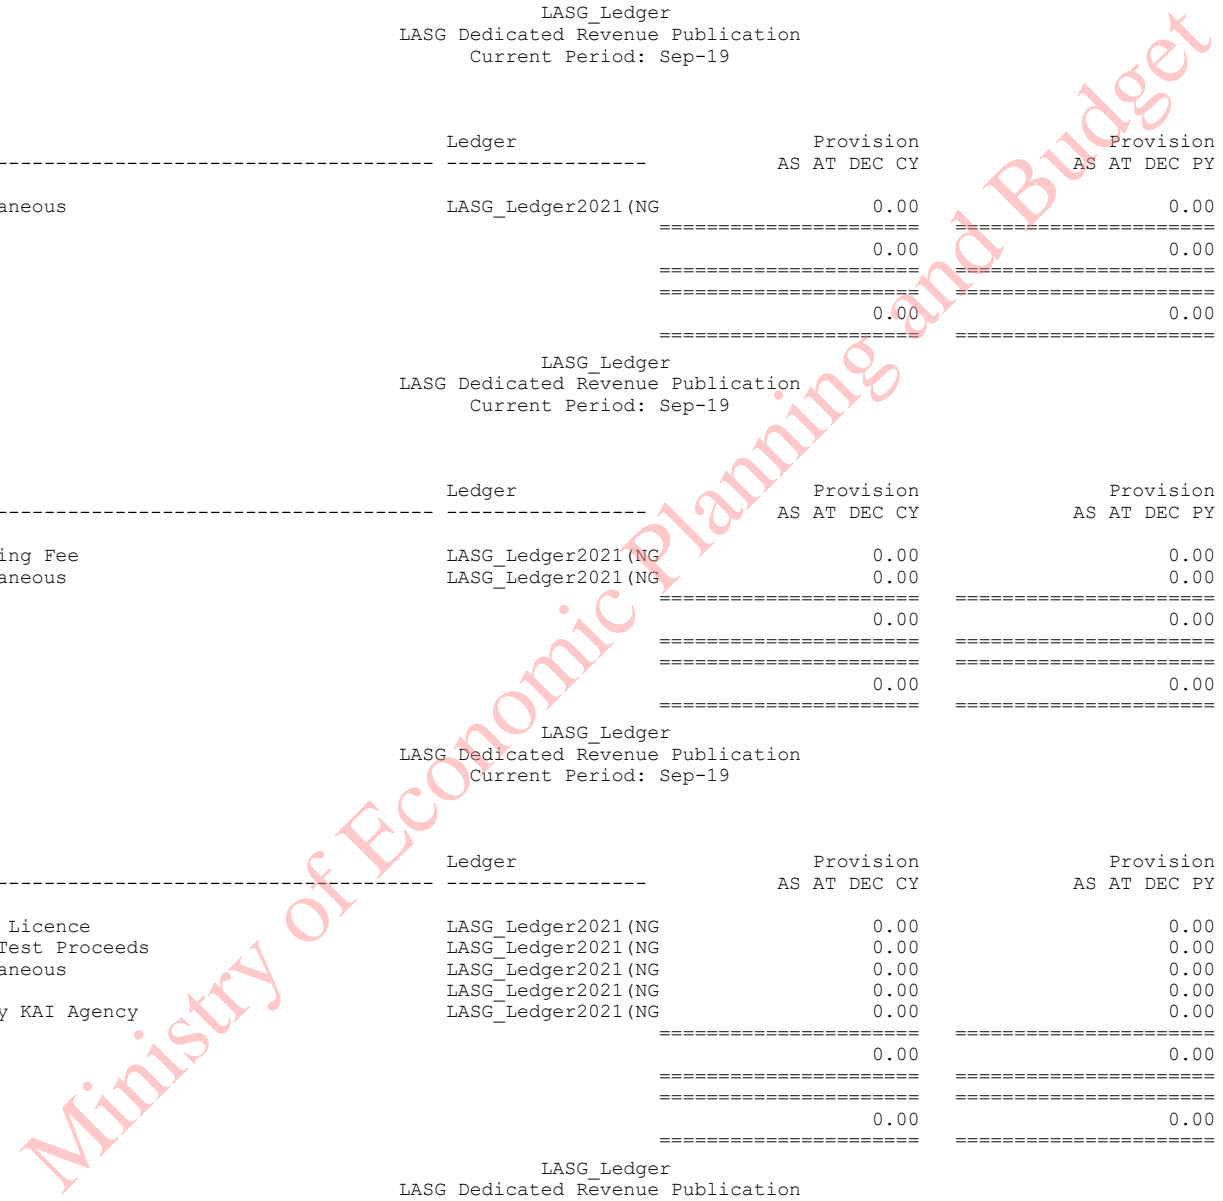 LASG_Ledger
LASG Dedicated Revenue Publication
Current Period: Sep-19
Ledger Provision Provision
------------------------------------- ----------------- AS AT DEC CY AS AT DEC PY
aneous LASG_Ledger2021(NG 0.00 0.00
====================== ======================
0.00 0.00
====================== ======================
====================== ======================
0.00 0.00
====================== ======================
LASG_Ledger
LASG Dedicated Revenue Publication
Current Period: Sep-19
Ledger Provision Provision
------------------------------------- ----------------- AS AT DEC CY AS AT DEC PY
ing Fee LASG_Ledger2021(NG 0.00 0.00
aneous LASG_Ledger2021(NG 0.00 0.00
====================== ======================
0.00 0.00
====================== ======================
====================== ======================
0.00 0.00
====================== ======================
LASG_Ledger
LASG Dedicated Revenue Publication
Current Period: Sep-19
Ledger Provision Provision
------------------------------------- ----------------- AS AT DEC CY AS AT DEC PY
Licence LASG_Ledger2021(NG 0.00 0.00
Test Proceeds LASG_Ledger2021(NG 0.00 0.00
aneous LASG_Ledger2021(NG 0.00 0.00
LASG_Ledger2021(NG 0.00 0.00
y KAI Agency LASG_Ledger2021(NG 0.00 0.00
====================== ======================
0.00 0.00
====================== ======================
====================== ======================
0.00 0.00
====================== ======================
LASG_Ledger
LASG Dedicated Revenue Publication
Ministry of Economic Planning and Budget